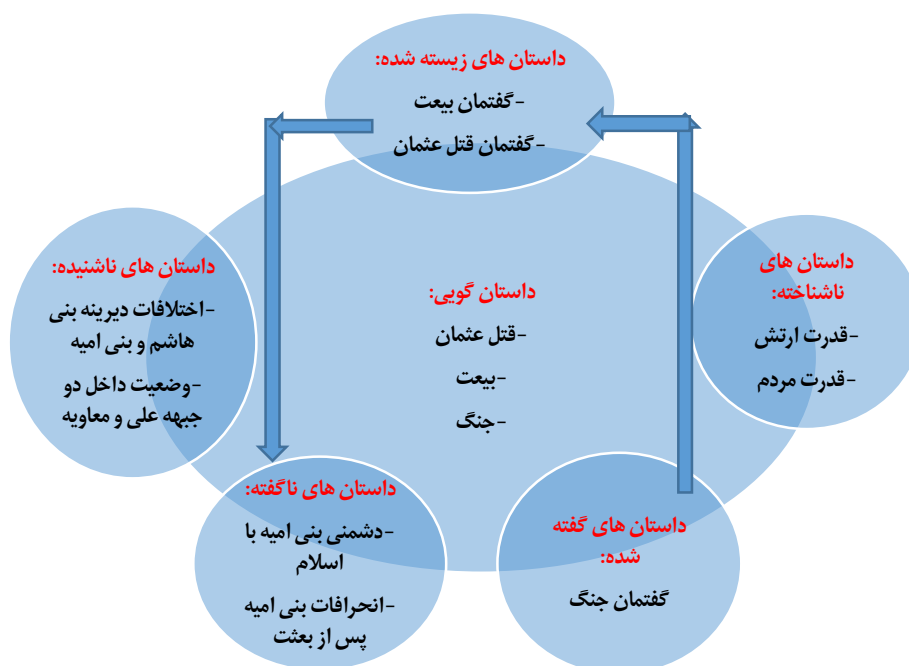 داستان های زیسته شده:
-گفتمان بیعت
-گفتمان قتل عثمان
داستان های
ناشناخته:
-قدرت ارتش
-قدرت مردم
داستان گویی:
-قتل عثمان
-بیعت
-جنگ
داستان های ناشنیده:
-اختلافات دیرینه بنی
هاشم و بنی امیه
-وضعیت داخل دو
جبهه علی و معاویه
داستان های گفته
شده:
گفتمان جنگ
داستان های ناگفته:
-دشمنی بنی امیه با
اسلام
-انحرافات بنی امیه
پس از بعثت